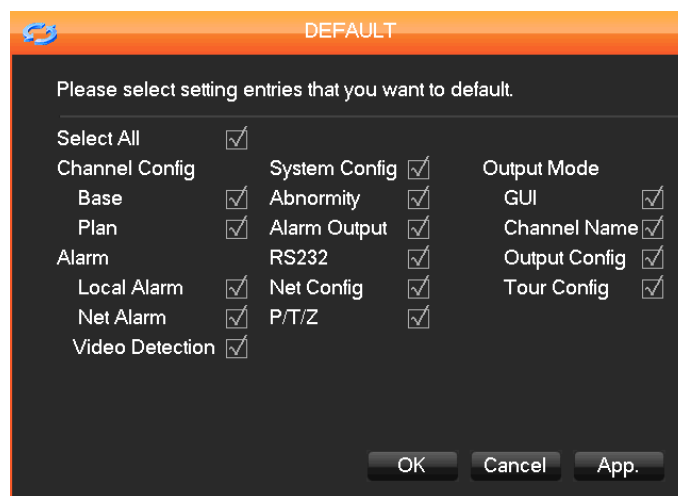 DEFAULT
Please select setting entries that you want to default.
Select All
Channel Config System Config Output Mode
Base Abnormity GUI
Plan Alarm Output Channel Name
Alarm RS232 Output Config
Local Alarm Net Config Tour Config
Net Alarm P/T/Z
Video Detection
OK Cancel App.